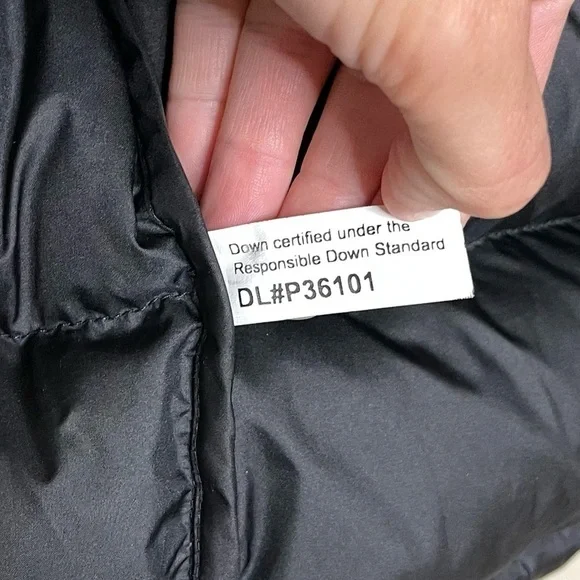 Down certified under the
Responsible Down Standard
DL#P36101